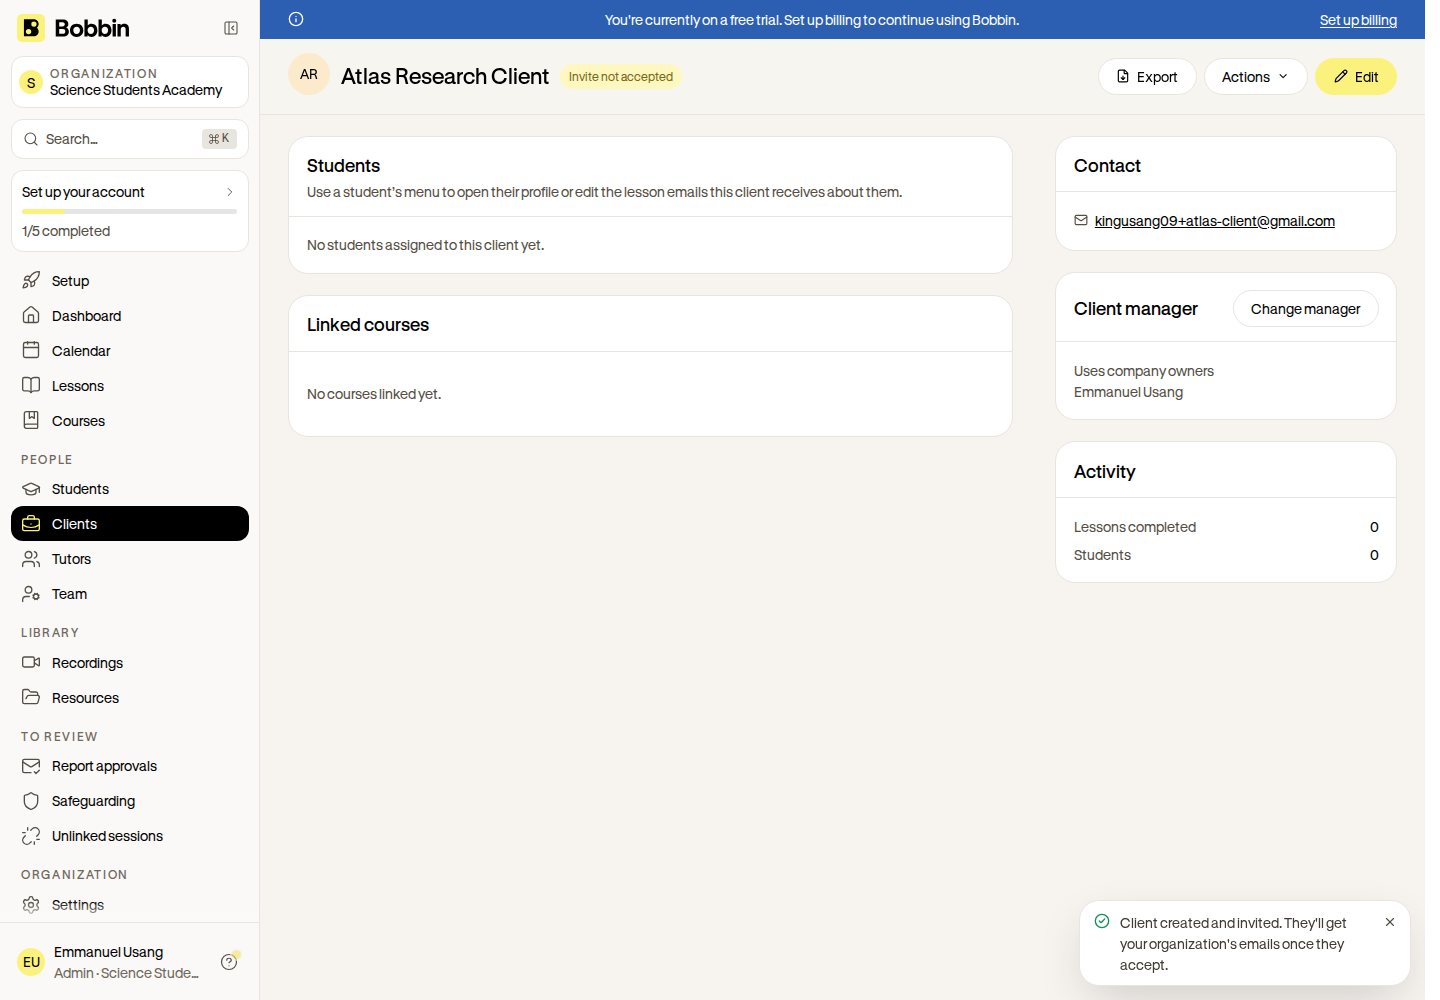 Bobbin
ORGANIZATION
S
Science Students Academy
Search...
⌘ K
Set up your account
1/5 completed
Setup
Dashboard
Calendar
Lessons
Courses
PEOPLE
Students
Clients
Tutors
Team
LIBRARY
Recordings
Resources
TO REVIEW
Report approvals
Safeguarding
Unlinked sessions
ORGANIZATION
Settings
EU
Emmanuel Usang
Admin · Science Stude...
You're currently on a free trial. Set up billing to continue using Bobbin.
Set up billing
AR
Atlas Research Client
Invite not accepted
Export
Actions
Edit
Students
Use a student's menu to open their profile or edit the lesson emails this client receives about them.
No students assigned to this client yet.
Linked courses
No courses linked yet.
Contact
kingusang09+atlas-client@gmail.com
Client manager
Change manager
Uses company owners
Emmanuel Usang
Activity
Lessons completed 0
Students 0
Client created and invited. They'll get
your organization's emails once they
accept.